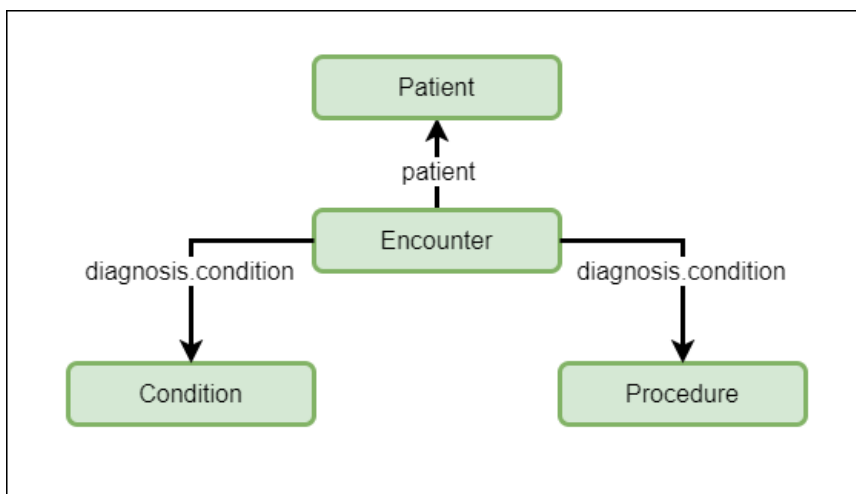 Patient
patient
Encounter
diagnosis.condition
diagnosis.condition
Condition
Procedure